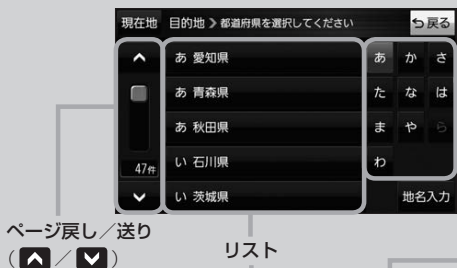 現在地 目的地 > 都道府県を選択してください 戻る
あ 愛知県
あ 青森県
あ 秋田県
い 石川県
い 茨城県
47件
あ か さ
た な は
ま や ら
わ
地名入力
ページ戻し／送り
（／）
リスト